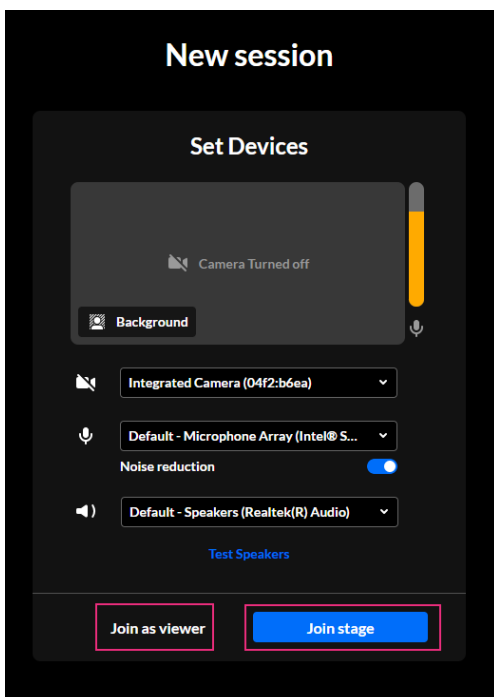 New session
Set Devices
Camera Turned off
Background
Integrated Camera (04f2:b6ea)
Default - Microphone Array (Intel® S...
Noise reduction
Default - Speakers (Realtek(R) Audio)
Test Speakers
Join as viewer
Join stage